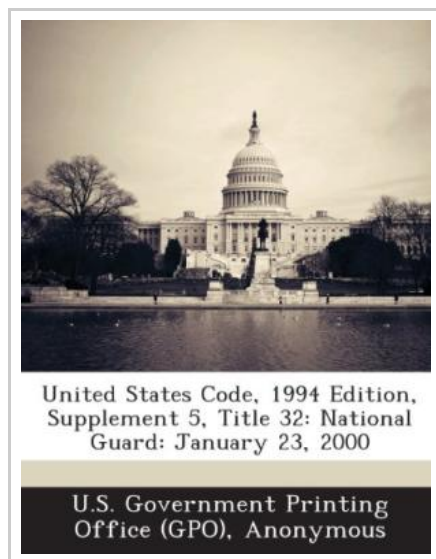 United States Code, 1994 Edition,
Supplement 5, Title 32: National
Guard: January 23, 2000
U.S. Government Printing
Office (GPO), Anonymous